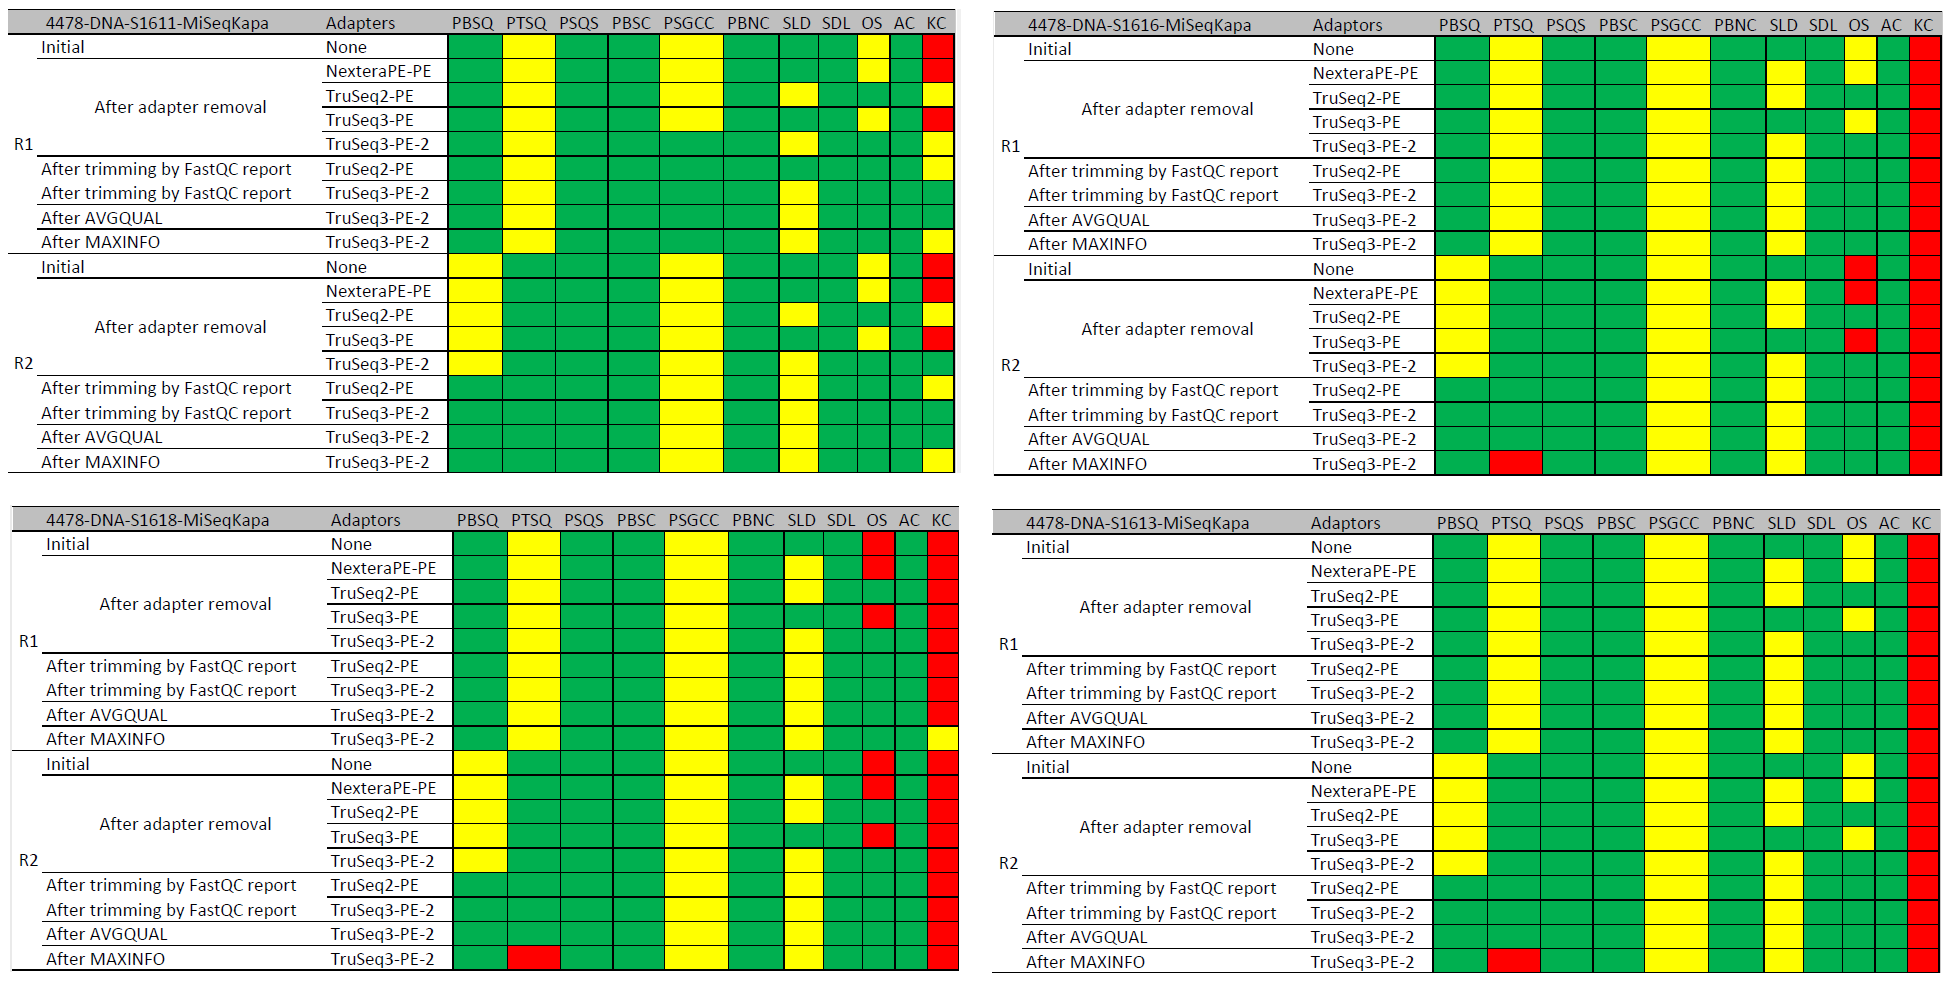 4478-DNA-S1611-MiSeqKapa Adapters PBSQ PTSQ PSQS PBSC PSGCC PBNC SLD SDL OS AC KC
Initial None
NexteraPE-PE
After adapter removal
TruSeq2-PE
TruSeq3-PE
R1
TruSeq3-PE-2
After trimming by FastQC report TruSeq2-PE
After trimming by FastQC report TruSeq3-PE-2
After AVGQUAL TruSeq3-PE-2
After MAXINFO TruSeq3-PE-2
Initial None
NexteraPE-PE
After adapter removal
TruSeq2-PE
TruSeq3-PE
R2
TruSeq3-PE-2
After trimming by FastQC report TruSeq2-PE
After trimming by FastQC report TruSeq3-PE-2
After AVGQUAL TruSeq3-PE-2
After MAXINFO TruSeq3-PE-2
4478-DNA-S1616-MiSeqKapa Adaptors PBSQ PTSQ PSQS PBSC PSGCC PBNC SLD SDL OS AC KC
Initial None
NexteraPE-PE
After adapter removal
TruSeq2-PE
TruSeq3-PE
R1
TruSeq3-PE-2
After trimming by FastQC report TruSeq2-PE
After trimming by FastQC report TruSeq3-PE-2
After AVGQUAL TruSeq3-PE-2
After MAXINFO TruSeq3-PE-2
Initial None
NexteraPE-PE
After adapter removal
TruSeq2-PE
TruSeq3-PE
R2
TruSeq3-PE-2
After trimming by FastQC report TruSeq2-PE
After trimming by FastQC report TruSeq3-PE-2
After AVGQUAL TruSeq3-PE-2
After MAXINFO TruSeq3-PE-2
4478-DNA-S1618-MiSeqKapa Adaptors PBSQ PTSQ PSQS PBSC PSGCC PBNC SLD SDL OS AC KC
Initial None
NexteraPE-PE
After adapter removal
TruSeq2-PE
TruSeq3-PE
R1
TruSeq3-PE-2
After trimming by FastQC report TruSeq2-PE
After trimming by FastQC report TruSeq3-PE-2
After AVGQUAL TruSeq3-PE-2
After MAXINFO TruSeq3-PE-2
Initial None
NexteraPE-PE
After adapter removal
TruSeq2-PE
TruSeq3-PE
R2
TruSeq3-PE-2
After trimming by FastQC report TruSeq2-PE
After trimming by FastQC report TruSeq3-PE-2
After AVGQUAL TruSeq3-PE-2
After MAXINFO TruSeq3-PE-2
4478-DNA-S1613-MiSeqKapa Adaptors PBSQ PTSQ PSQS PBSC PSGCC PBNC SLD SDL OS AC KC
Initial None
NexteraPE-PE
After adapter removal
TruSeq2-PE
TruSeq3-PE
R1
TruSeq3-PE-2
After trimming by FastQC report TruSeq2-PE
After trimming by FastQC report TruSeq3-PE-2
After AVGQUAL TruSeq3-PE-2
After MAXINFO TruSeq3-PE-2
Initial None
NexteraPE-PE
After adapter removal
TruSeq2-PE
TruSeq3-PE
R2
TruSeq3-PE-2
After trimming by FastQC report TruSeq2-PE
After trimming by FastQC report TruSeq3-PE-2
After AVGQUAL TruSeq3-PE-2
After MAXINFO TruSeq3-PE-2